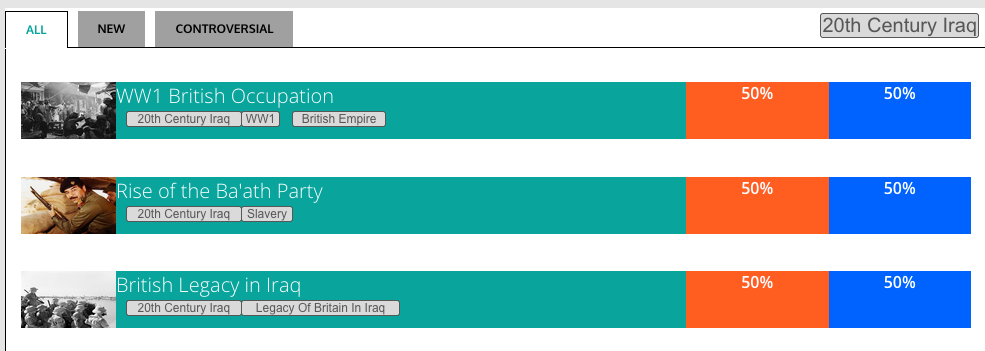 ALL NEW CONTROVERSIAL 20th Century Iraq
WW1 British Occupation 50% 50%
20th Century Iraq WW1 British Empire
Rise of the Ba'ath Party 50% 50%
20th Century Iraq Slavery
British Legacy in Iraq 50% 50%
20th Century Iraq Legacy Of Britain In Iraq